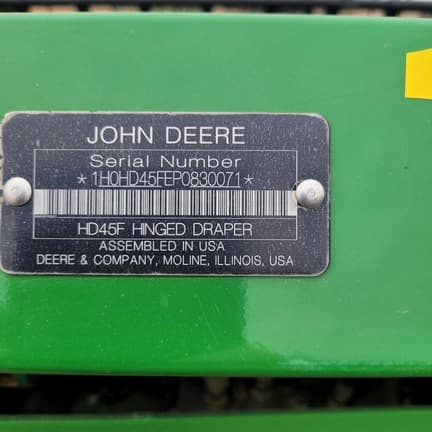 JOHN DEERE
Serial Number
*1H0HD45FEP0830071*
HD45F HINGED DRAPER
ASSEMBLED IN USA
DEERE & COMPANY, MOLINE, ILLINOIS, USA